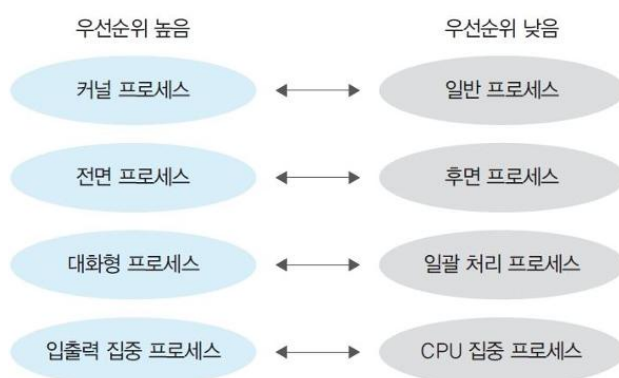 우선순위 높음 우선순위 낮음
커널 프로세스 일반 프로세스
전면 프로세스 후면 프로세스
대화형 프로세스 일괄 처리 프로세스
입출력 집중 프로세스 CPU 집중 프로세스